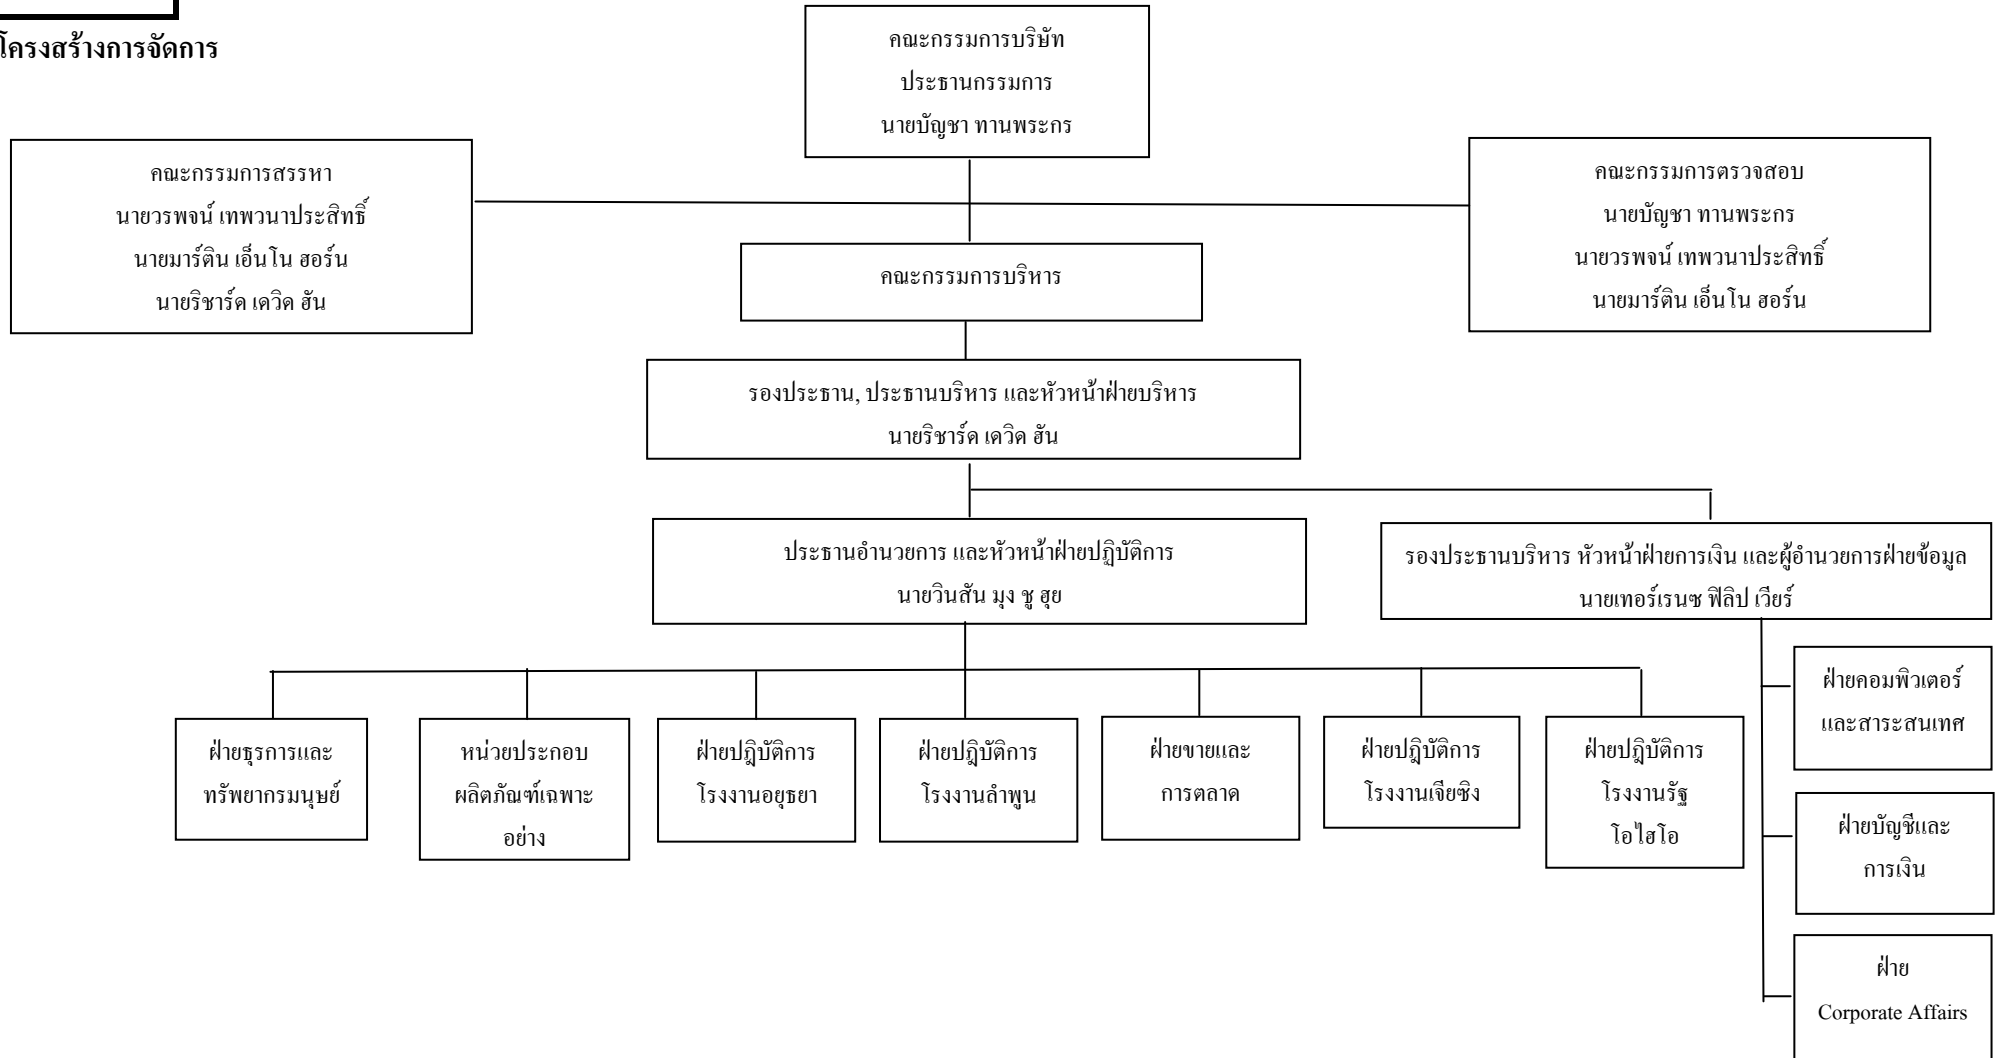 โครงสร้างการจัดการ
คณะกรรมการบริษัท
ประธานกรรมการ
นายบัญชา ทานพระกร
คณะกรรมการสรรหา
นายวรพจน์ เทพวนาประสิทธิ์
นายมาร์ติน เอ็นโน ฮอร์น
นายริชาร์ด เดวิด ฮัน
คณะกรรมการตรวจสอบ
นายบัญชา ทานพระกร
นายวรพจน์ เทพวนาประสิทธิ์
นายมาร์ติน เอ็นโน ฮอร์น
คณะกรรมการบริหาร
รองประธาน, ประธานบริหาร และหัวหน้าฝ่ายบริหาร
นายริชาร์ด เดวิด ฮัน
ประธานอำนวยการ และหัวหน้าฝ่ายปฏิบัติการ
นายวินสัน มุง ชู ฮุย
รองประธานบริหาร หัวหน้าฝ่ายการเงิน และผู้อำนวยการฝ่ายข้อมูล
นายเทอร์เรนซ ฟิลิป เวียร์
ฝ่ายธุรการและ
ทรัพยากรมนุษย์
หน่วยประกอบ
ผลิตภัณฑ์เฉพาะ
อย่าง
ฝ่ายปฎิบัติการ
โรงงานอยุธยา
ฝ่ายปฎิบัติการ
โรงงานลำพูน
ฝ่ายขายและ
การตลาด
ฝ่ายปฎิบัติการ
โรงงานเจียซิง
ฝ่ายปฎิบัติการ
โรงงานรัฐ
โอไฮโอ
ฝ่ายคอมพิวเตอร์
และสาระสนเทศ
ฝ่ายบัญชีและ
การเงิน
ฝ่าย
Corporate Affairs